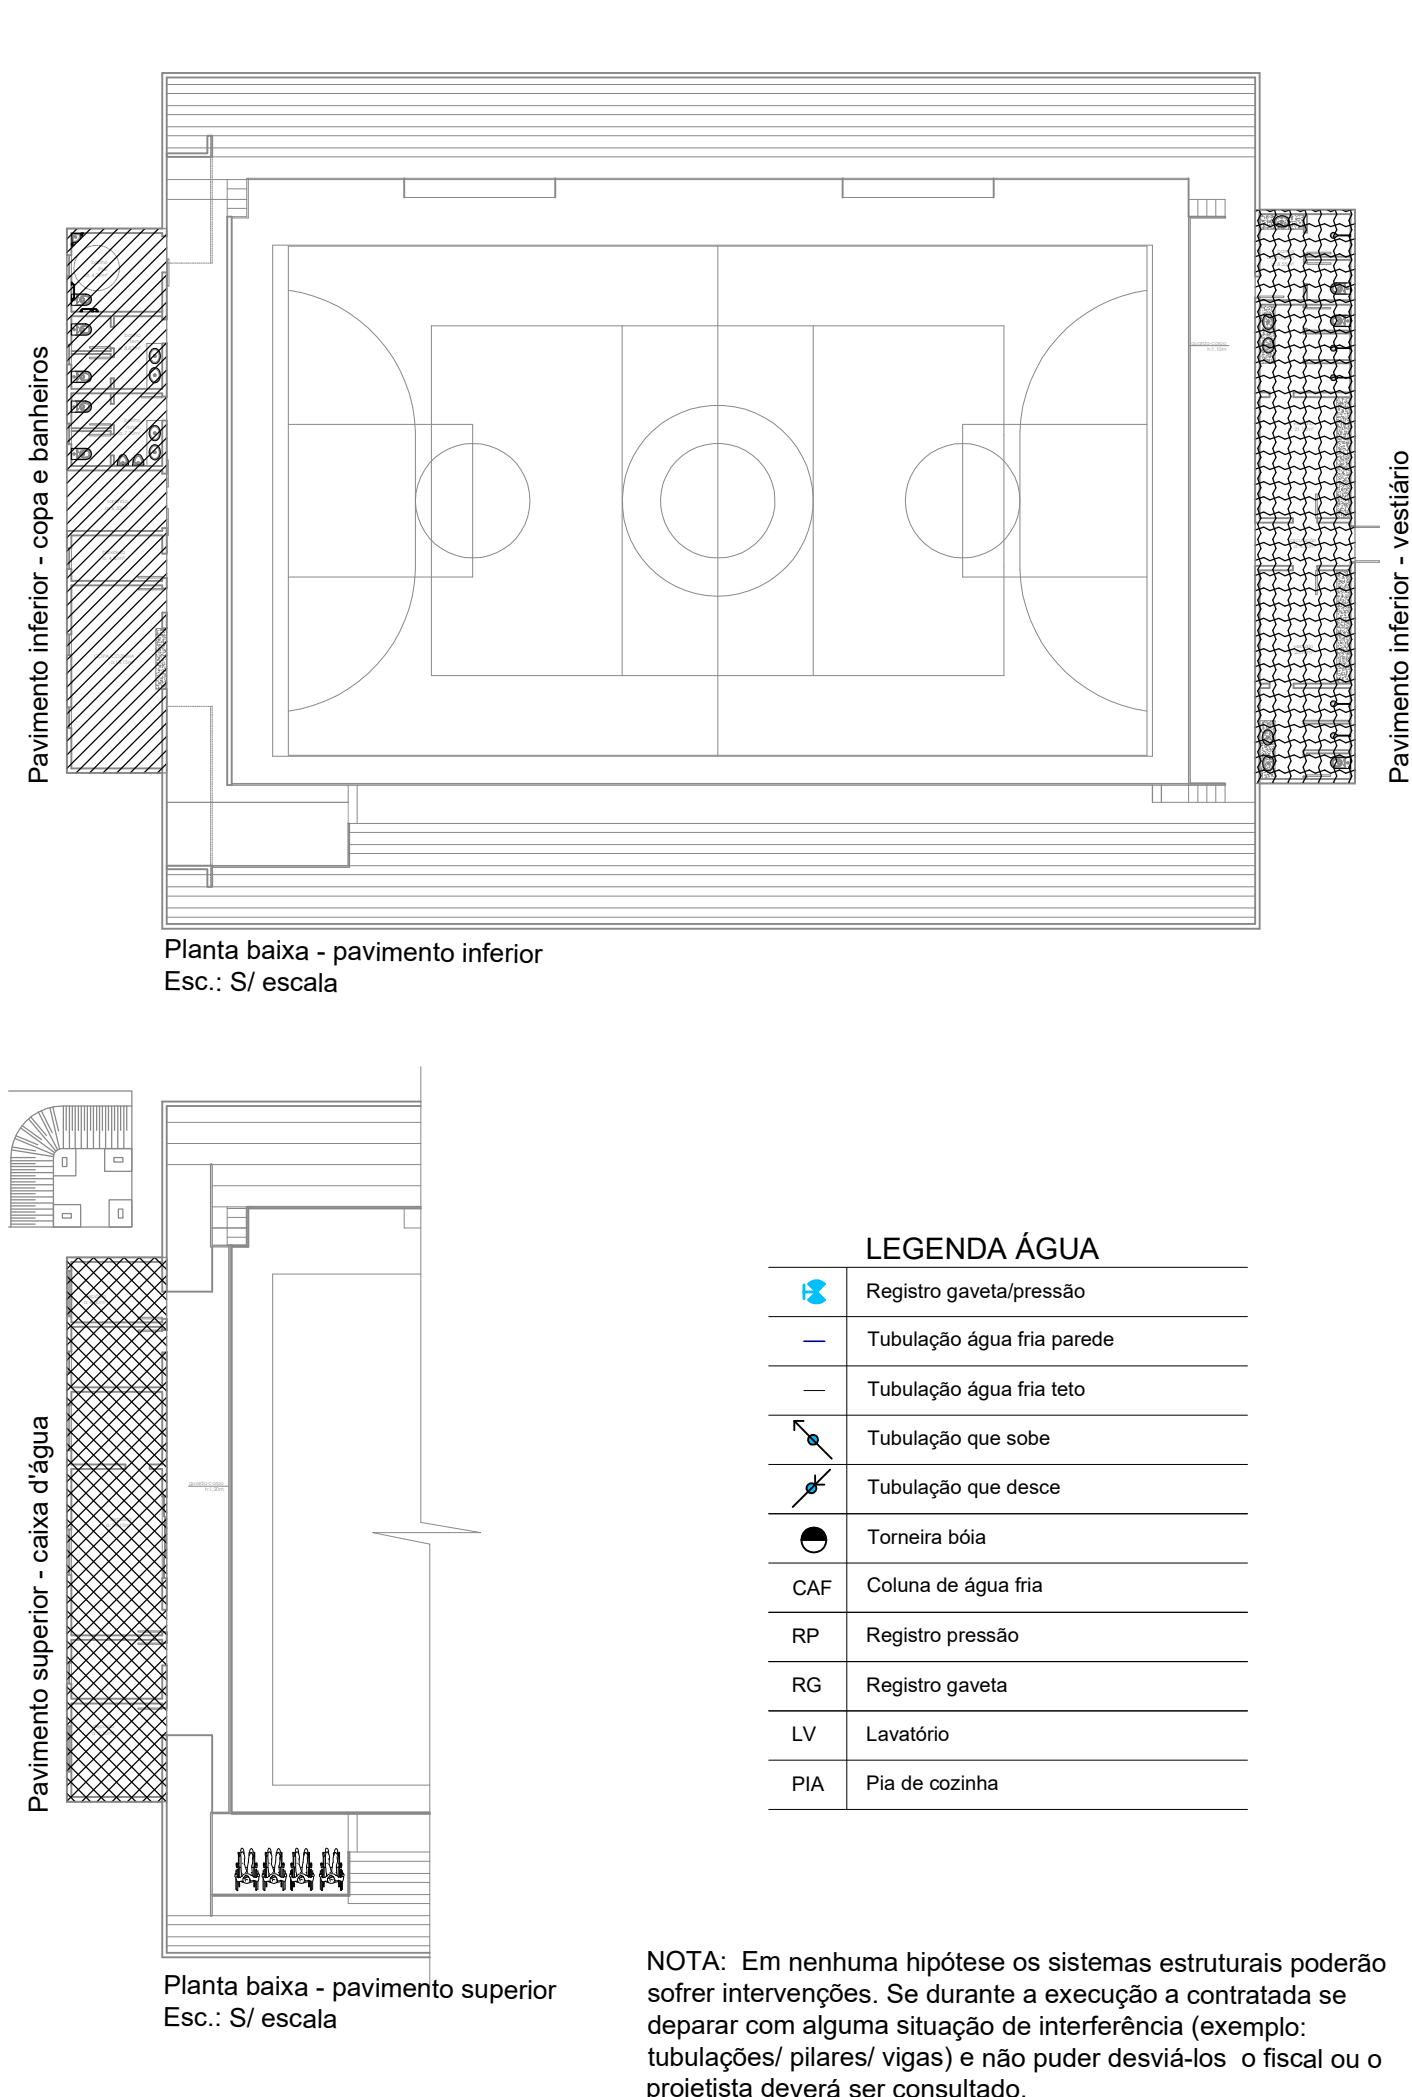 Pavimento inferior - copa e banheiros
Pavimento inferior - vestiário
Planta baixa - pavimento inferior
Esc.: S/ escala
Pavimento superior - caixa d'água
Planta baixa - pavimento superior
Esc.: S/ escala
LEGENDA ÁGUA
Registro gaveta/pressão
Tubulação água fria parede
Tubulação água fria teto
Tubulação que sobe
Tubulação que desce
Torneira bóia
CAF Coluna de água fria
RP Registro pressão
RG Registro gaveta
LV Lavatório
PIA Pia de cozinha
NOTA: Em nenhuma hipótese os sistemas estruturais poderão
sofrer intervenções. Se durante a execução a contratada se
deparar com alguma situação de interferência (exemplo:
tubulações/ pilares/ vigas) e não puder desviá-los o fiscal ou o
projetista deverá ser consultado.